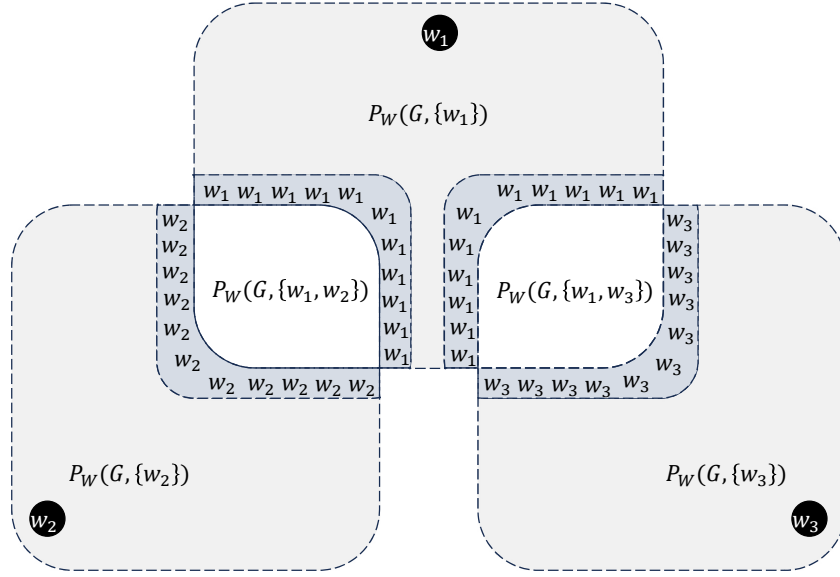 w₁
P_W(G, {w₁})
w₁ w₁ w₁ w₁ w₁ w₁ w₁ w₁ w₁ w₁
w₂ w₁ w₁ w₃
w₂ w₁ w₁ w₃
w₂ w₁ w₁ w₃
P_W(G, {w₁, w₂}) P_W(G, {w₁, w₃})
w₂ w₁ w₁ w₃
w₂ w₁ w₁ w₃
w₂ w₁ w₁ w₃
w₂ w₂ w₂ w₂ w₂ w₃ w₃ w₃ w₃ w₃
P_W(G, {w₂}) P_W(G, {w₃})
w₂ w₃